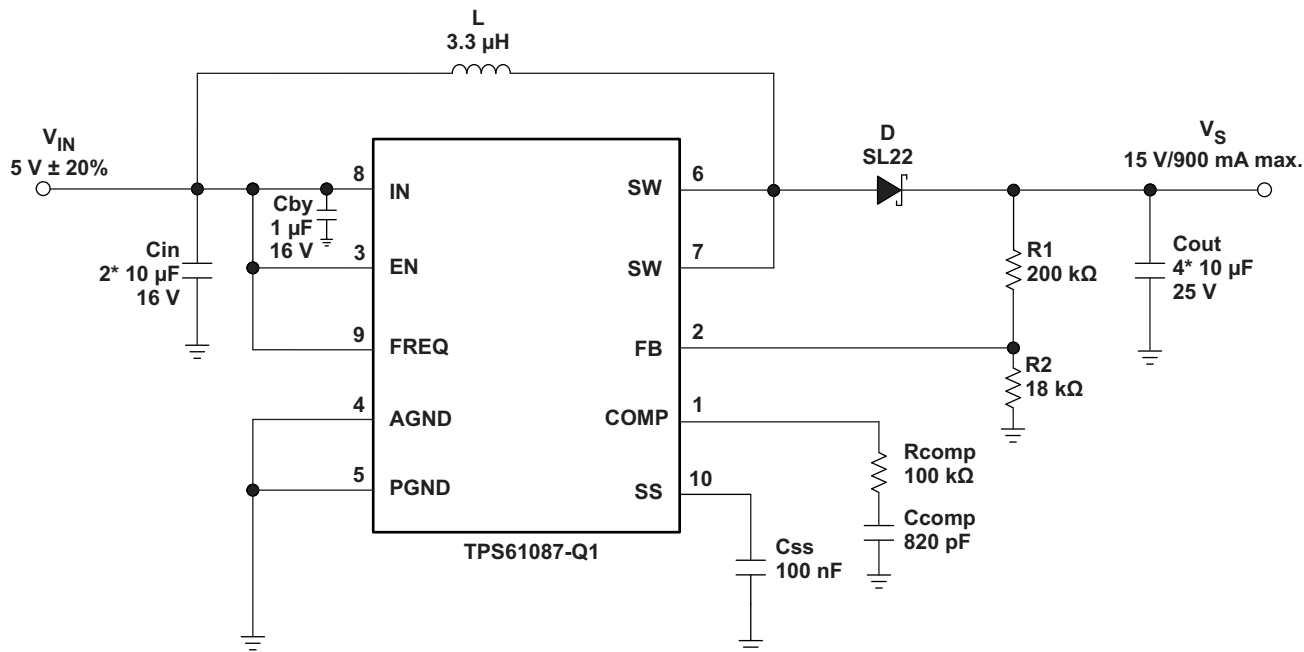 L
3.3 µH
VIN
5 V ± 20%
D
SL22
VS
15 V/900 mA max.
8
IN
SW
6
Cby
1 µF
16 V
Cin
2* 10 µF
16 V
3
EN
SW
7
R1
200 kΩ
Cout
4* 10 µF
25 V
9
FREQ
FB
2
R2
18 kΩ
4
AGND
COMP
1
Rcomp
100 kΩ
5
PGND
SS
10
Ccomp
820 pF
Css
100 nF
TPS61087-Q1